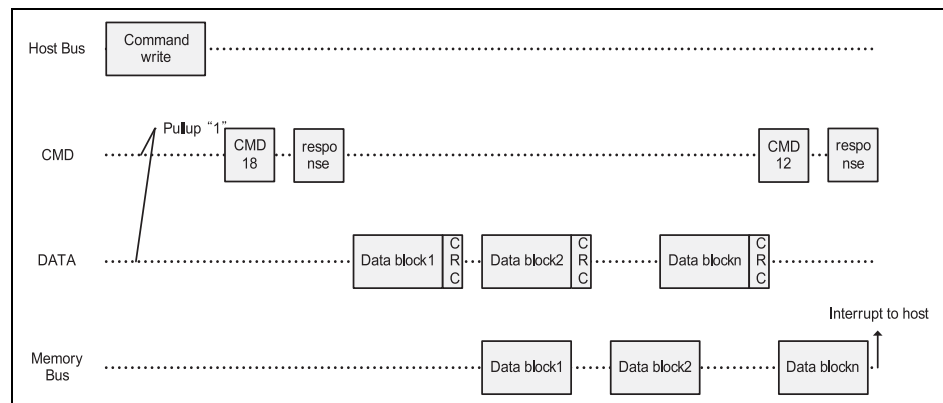 Host Bus
Command
write
Pullup “1”
CMD
CMD
18
respo
nse
CMD
12
respo
nse
DATA
Data block1
C
R
C
Data block2
C
R
C
Data blockn
C
R
C
Interrupt to host
Memory
Bus
Data block1
Data block2
Data blockn